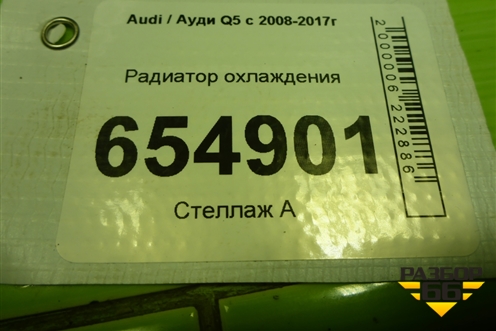 Audi / Ауди Q5 с 2008-2017г
Радиатор охлаждения
654901
Стеллаж А
2000006222886
РАЗБОР
66